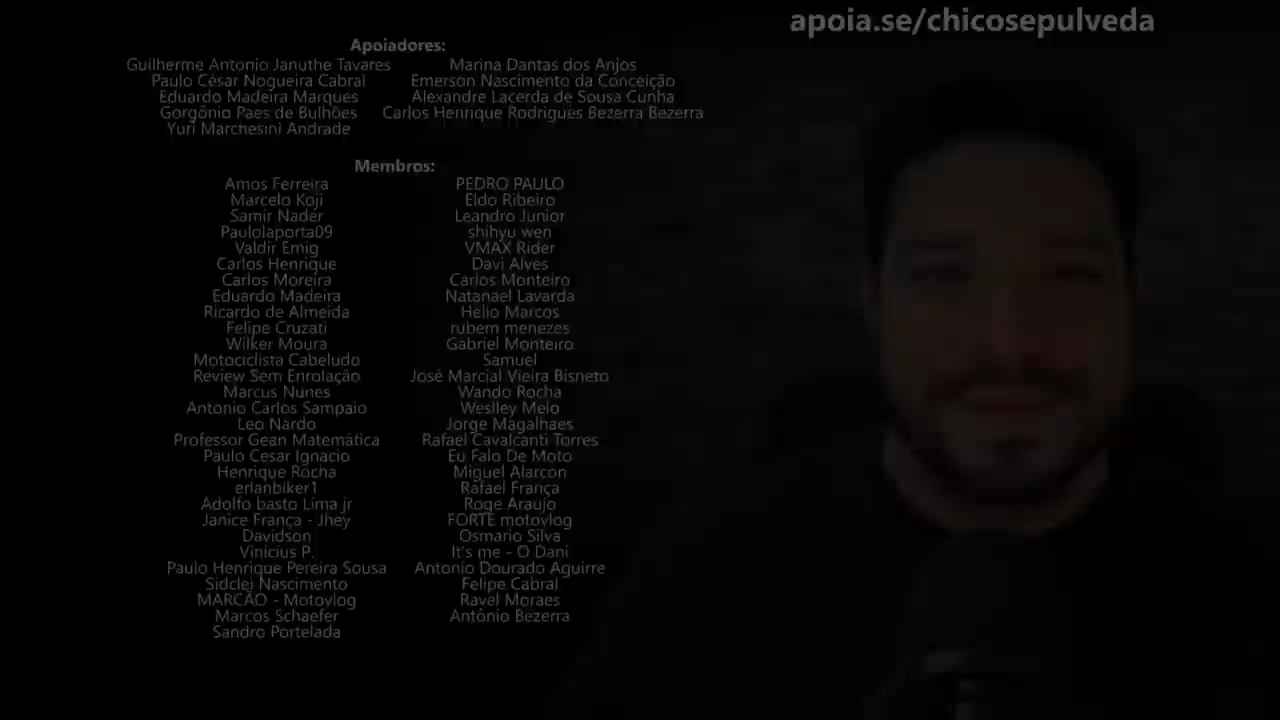 apoia.se/chicosepulveda
Apoiadores:
Guilherme Antonio Januthe Tavares
Paulo César Nogueira Cabral
Eduardo Madeira Marques
Gorgônio Paes de Bulhões
Yuri Marchesini Andrade
Marina Dantas dos Anjos
Emerson Nascimento da Conceição
Alexandre Lacerda de Sousa Cunha
Carlos Henrique Rodrigues Bezerra Bezerra
Membros:
Amos Ferreira
Marcelo Koji
Samir Nader
Paulolaporta09
Valdir Emig
Carlos Henrique
Carlos Moreira
Eduardo Madeira
Ricardo de Almeida
Felipe Cruzati
Wilker Moura
Motociclista Cabeludo
Review Sem Enrolação
Marcus Nunes
Antonio Carlos Sampaio
Leo Nardo
Professor Gean Matemática
Paulo Cesar Ignacio
Henrique Rocha
erlanbiker1
Adolfo basto Lima jr
Janice França - Jhey
Davidson
Vinicius P.
Paulo Henrique Pereira Sousa
Sidclei Nascimento
MARCÃO - Motovlog
Marcos Schaefer
Sandro Portelada
PEDRO PAULO
Eldo Ribeiro
Leandro Junior
shihyu wen
VMAX Rider
Davi Alves
Carlos Monteiro
Natanael Lavarda
Helio Marcos
rubem menezes
Gabriel Monteiro
Samuel
José Marcial Vieira Bisneto
Wando Rocha
Weslley Melo
Jorge Magalhaes
Rafael Cavalcanti Torres
Eu Falo De Moto
Miguel Alarcon
Rafael França
Roge Araujo
FORTE motovlog
Osmario Silva
It's me - O Dani
Antonio Dourado Aguirre
Felipe Cabral
Ravel Moraes
Antônio Bezerra